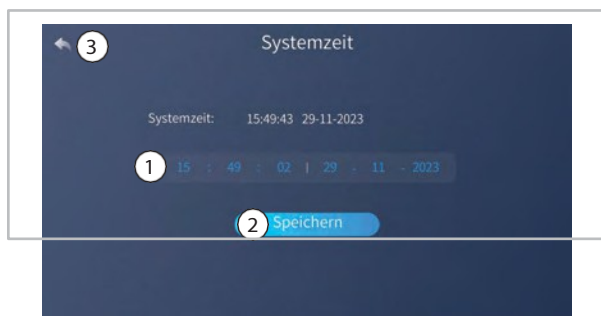 3 Systemzeit
Systemzeit: 15:49:43 29-11-2023
1 15 : 49 : 02 | 29 - 11 - 2023
2 Speichern